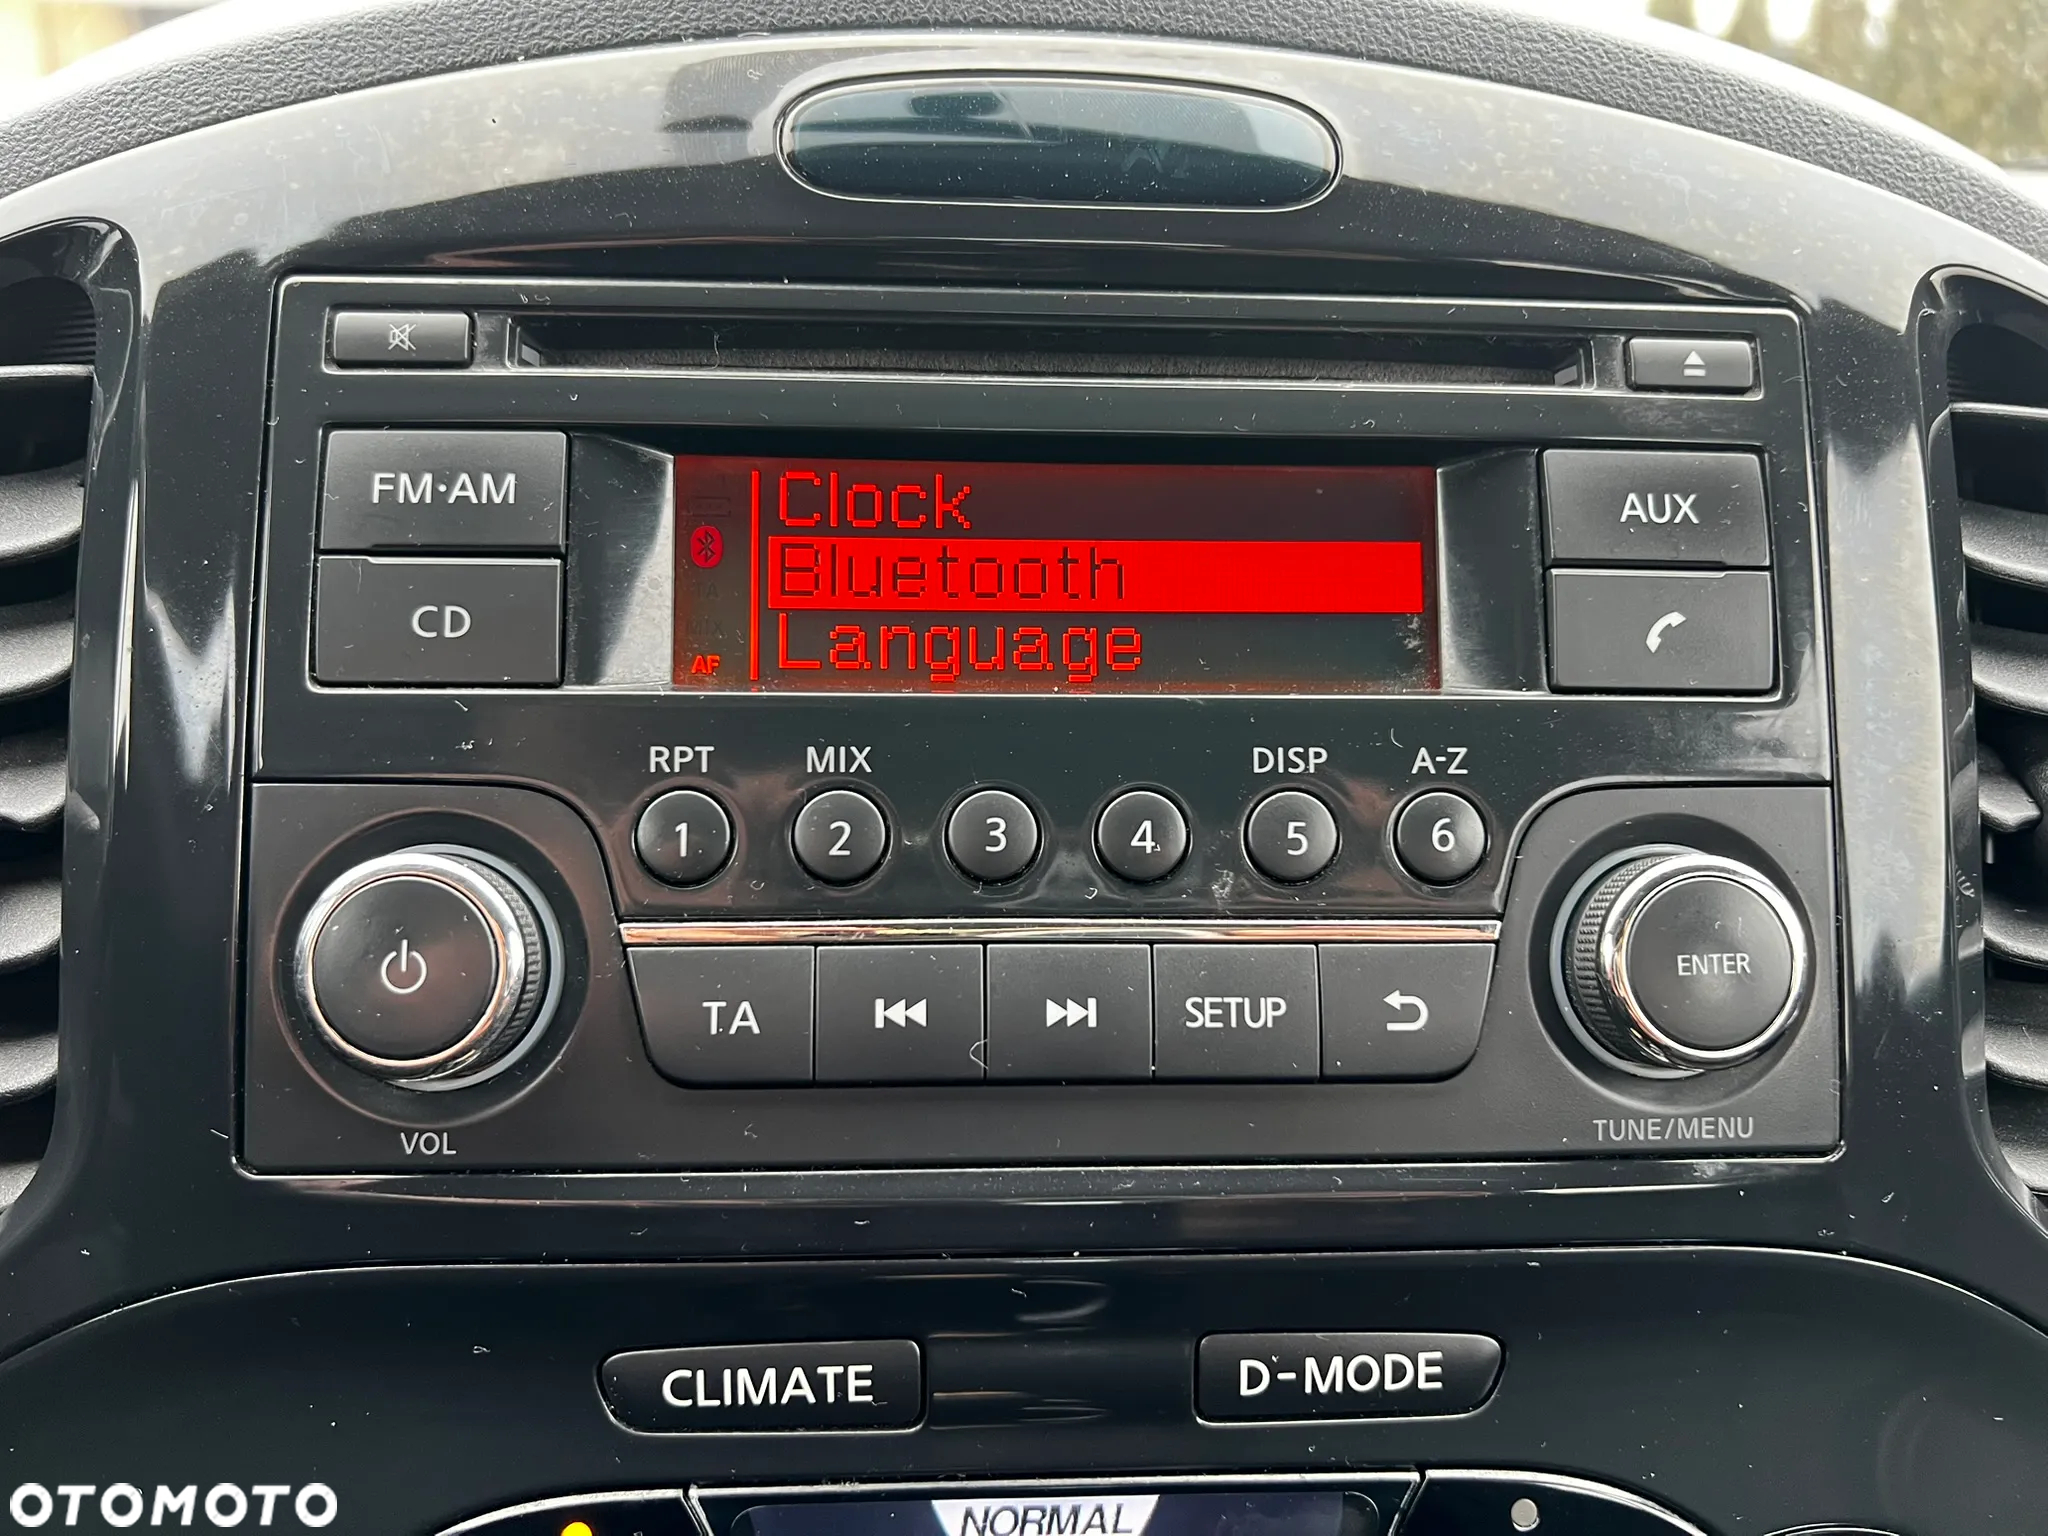 FM·AM
CD
Clock
Bluetooth
Language
AF
AUX
RPT
MIX
DISP
A-Z
1
2
3
4
5
6
TA
SETUP
ENTER
VOL
TUNE/MENU
CLIMATE
D-MODE
NORMAL
OTOMOTO